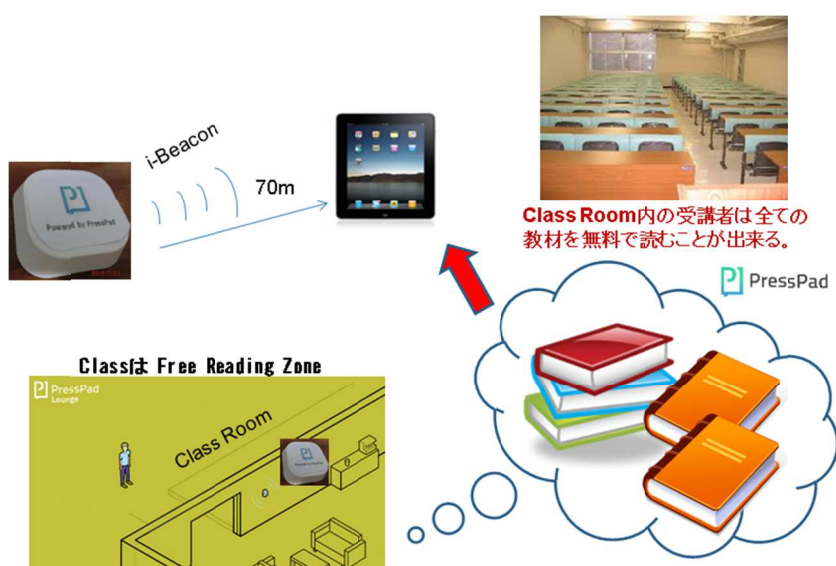 i-Beacon
70m
Powered by PressPad
Class Room内の受講者は全ての
教材を無料で読むことが出来る。
PressPad
Classは Free Reading Zone
PressPad
Lounge
Class Room